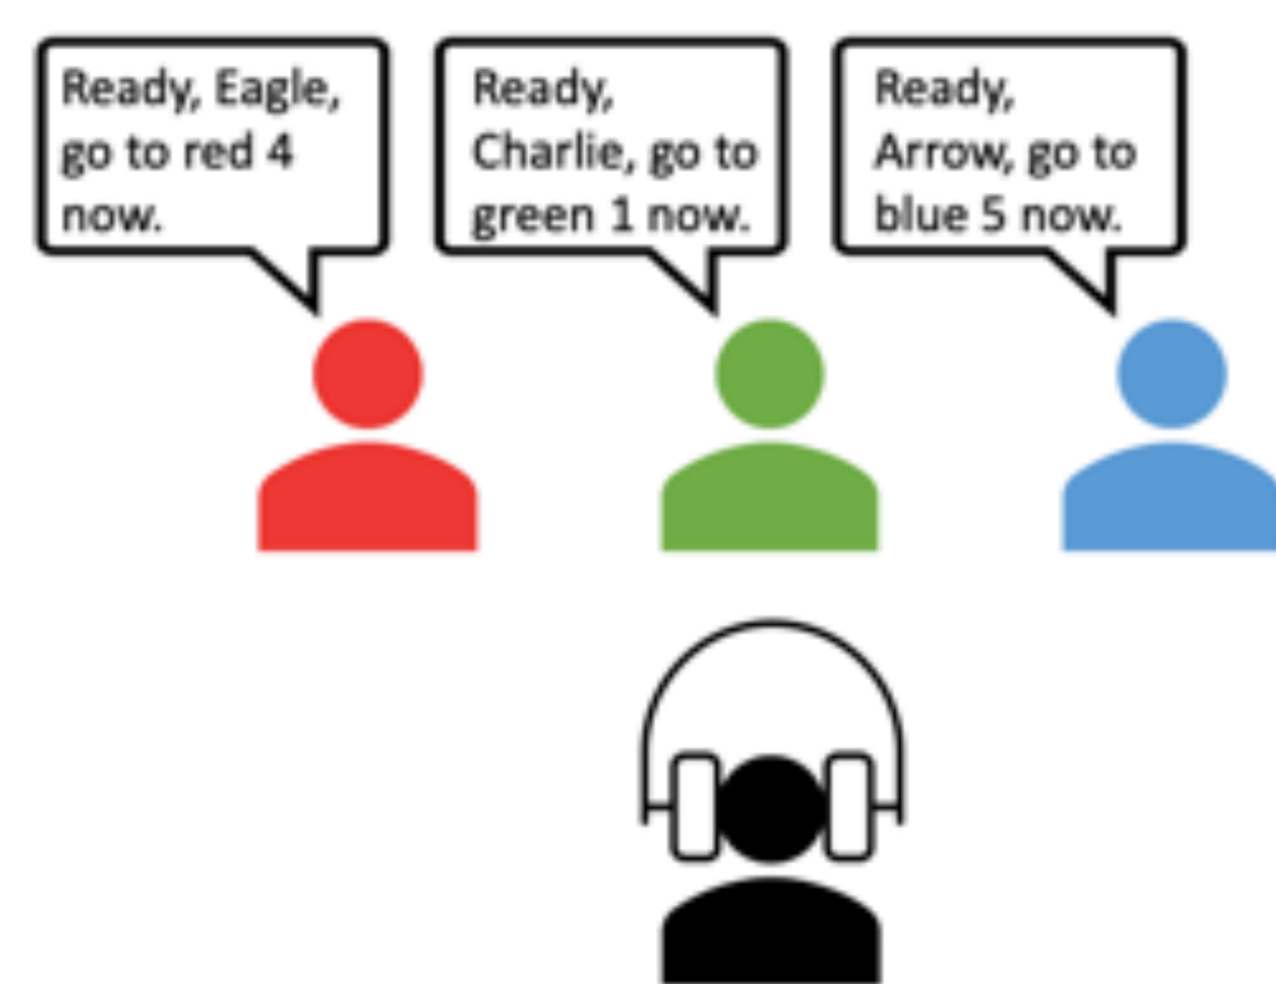 Ready, Eagle,
go to red 4
now.
Ready,
Charlie, go to
green 1 now.
Ready,
Arrow, go to
blue 5 now.